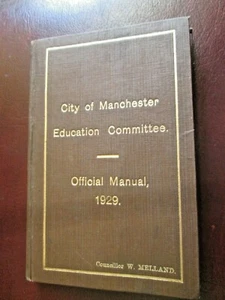 City of Manchester
Education Committee.
Official Manual,
1929.
Councillor W. MELLAND.